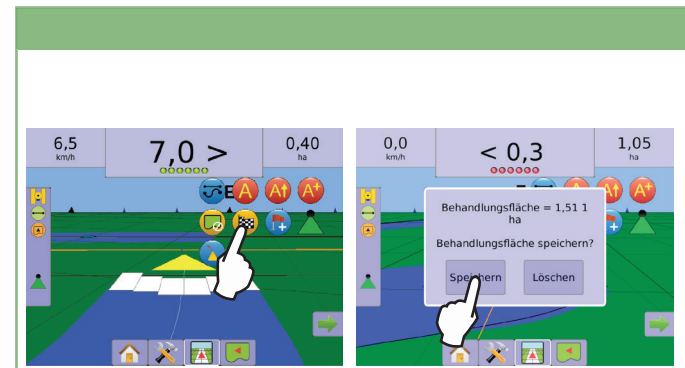 6,5
km/h
7,0 >
0,40
ha
E
A
A
A+
0,0
km/h
< 0,3
1,05
ha
A+
Behandlungsfläche = 1,51 1
ha
Behandlungsfläche speichern?
Speichern
Löschen